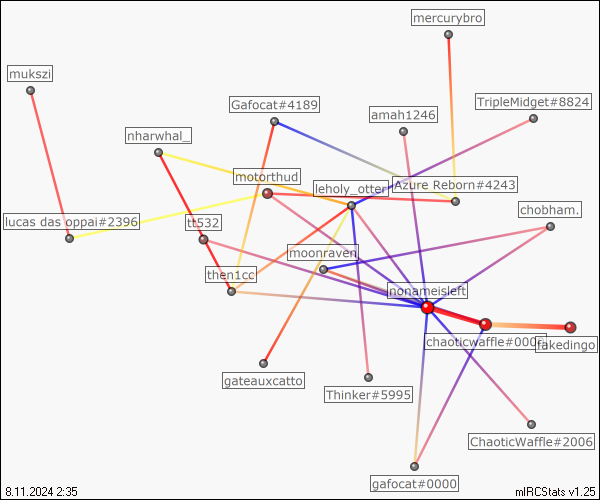 mercurybro
mukszi
Gafocat#4189
TripleMidget#8824
amah1246
nharwhal_
motorthud
leholy_otter
Azure Reborn#4243
chobham.
lucas das oppai#2396
tt532
moonraven
then1cc
nonameisleft
chaoticwaffle#000
fakedingo
gateauxcatto
Thinker#5995
ChaoticWaffle#2006
gafocat#0000
8.11.2024 2:35
mIRCStats v1.25